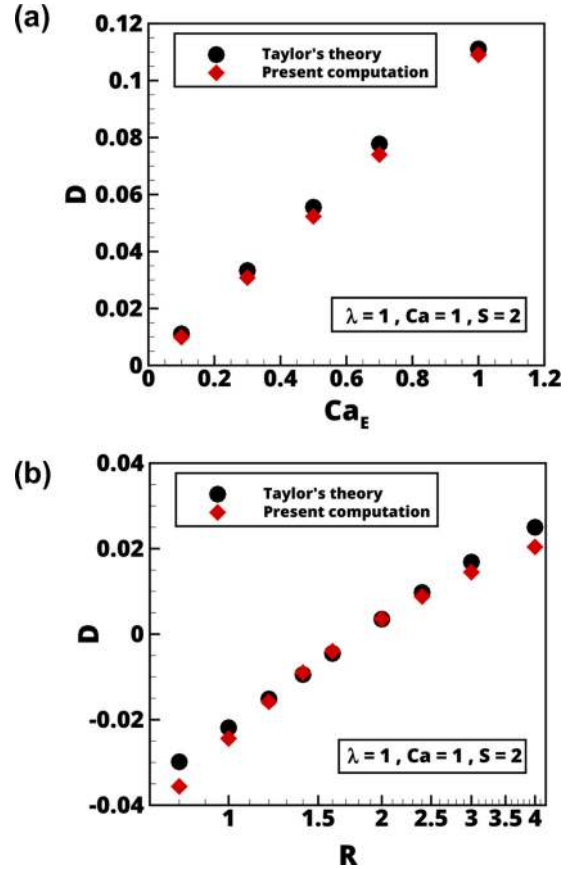 (a)
0.12
Taylor's theory
Present computation
0.1
0.08
D
0.06
0.04
0.02
λ = 1 , Ca = 1 , S = 2
0
0 0.2 0.4 0.6 0.8 1 1.2
Ca_E
(b)
0.04
Taylor's theory
Present computation
0.02
D
0
-0.02
λ = 1 , Ca = 1 , S = 2
-0.04
1 1.5 2 2.5 3 3.5 4
R